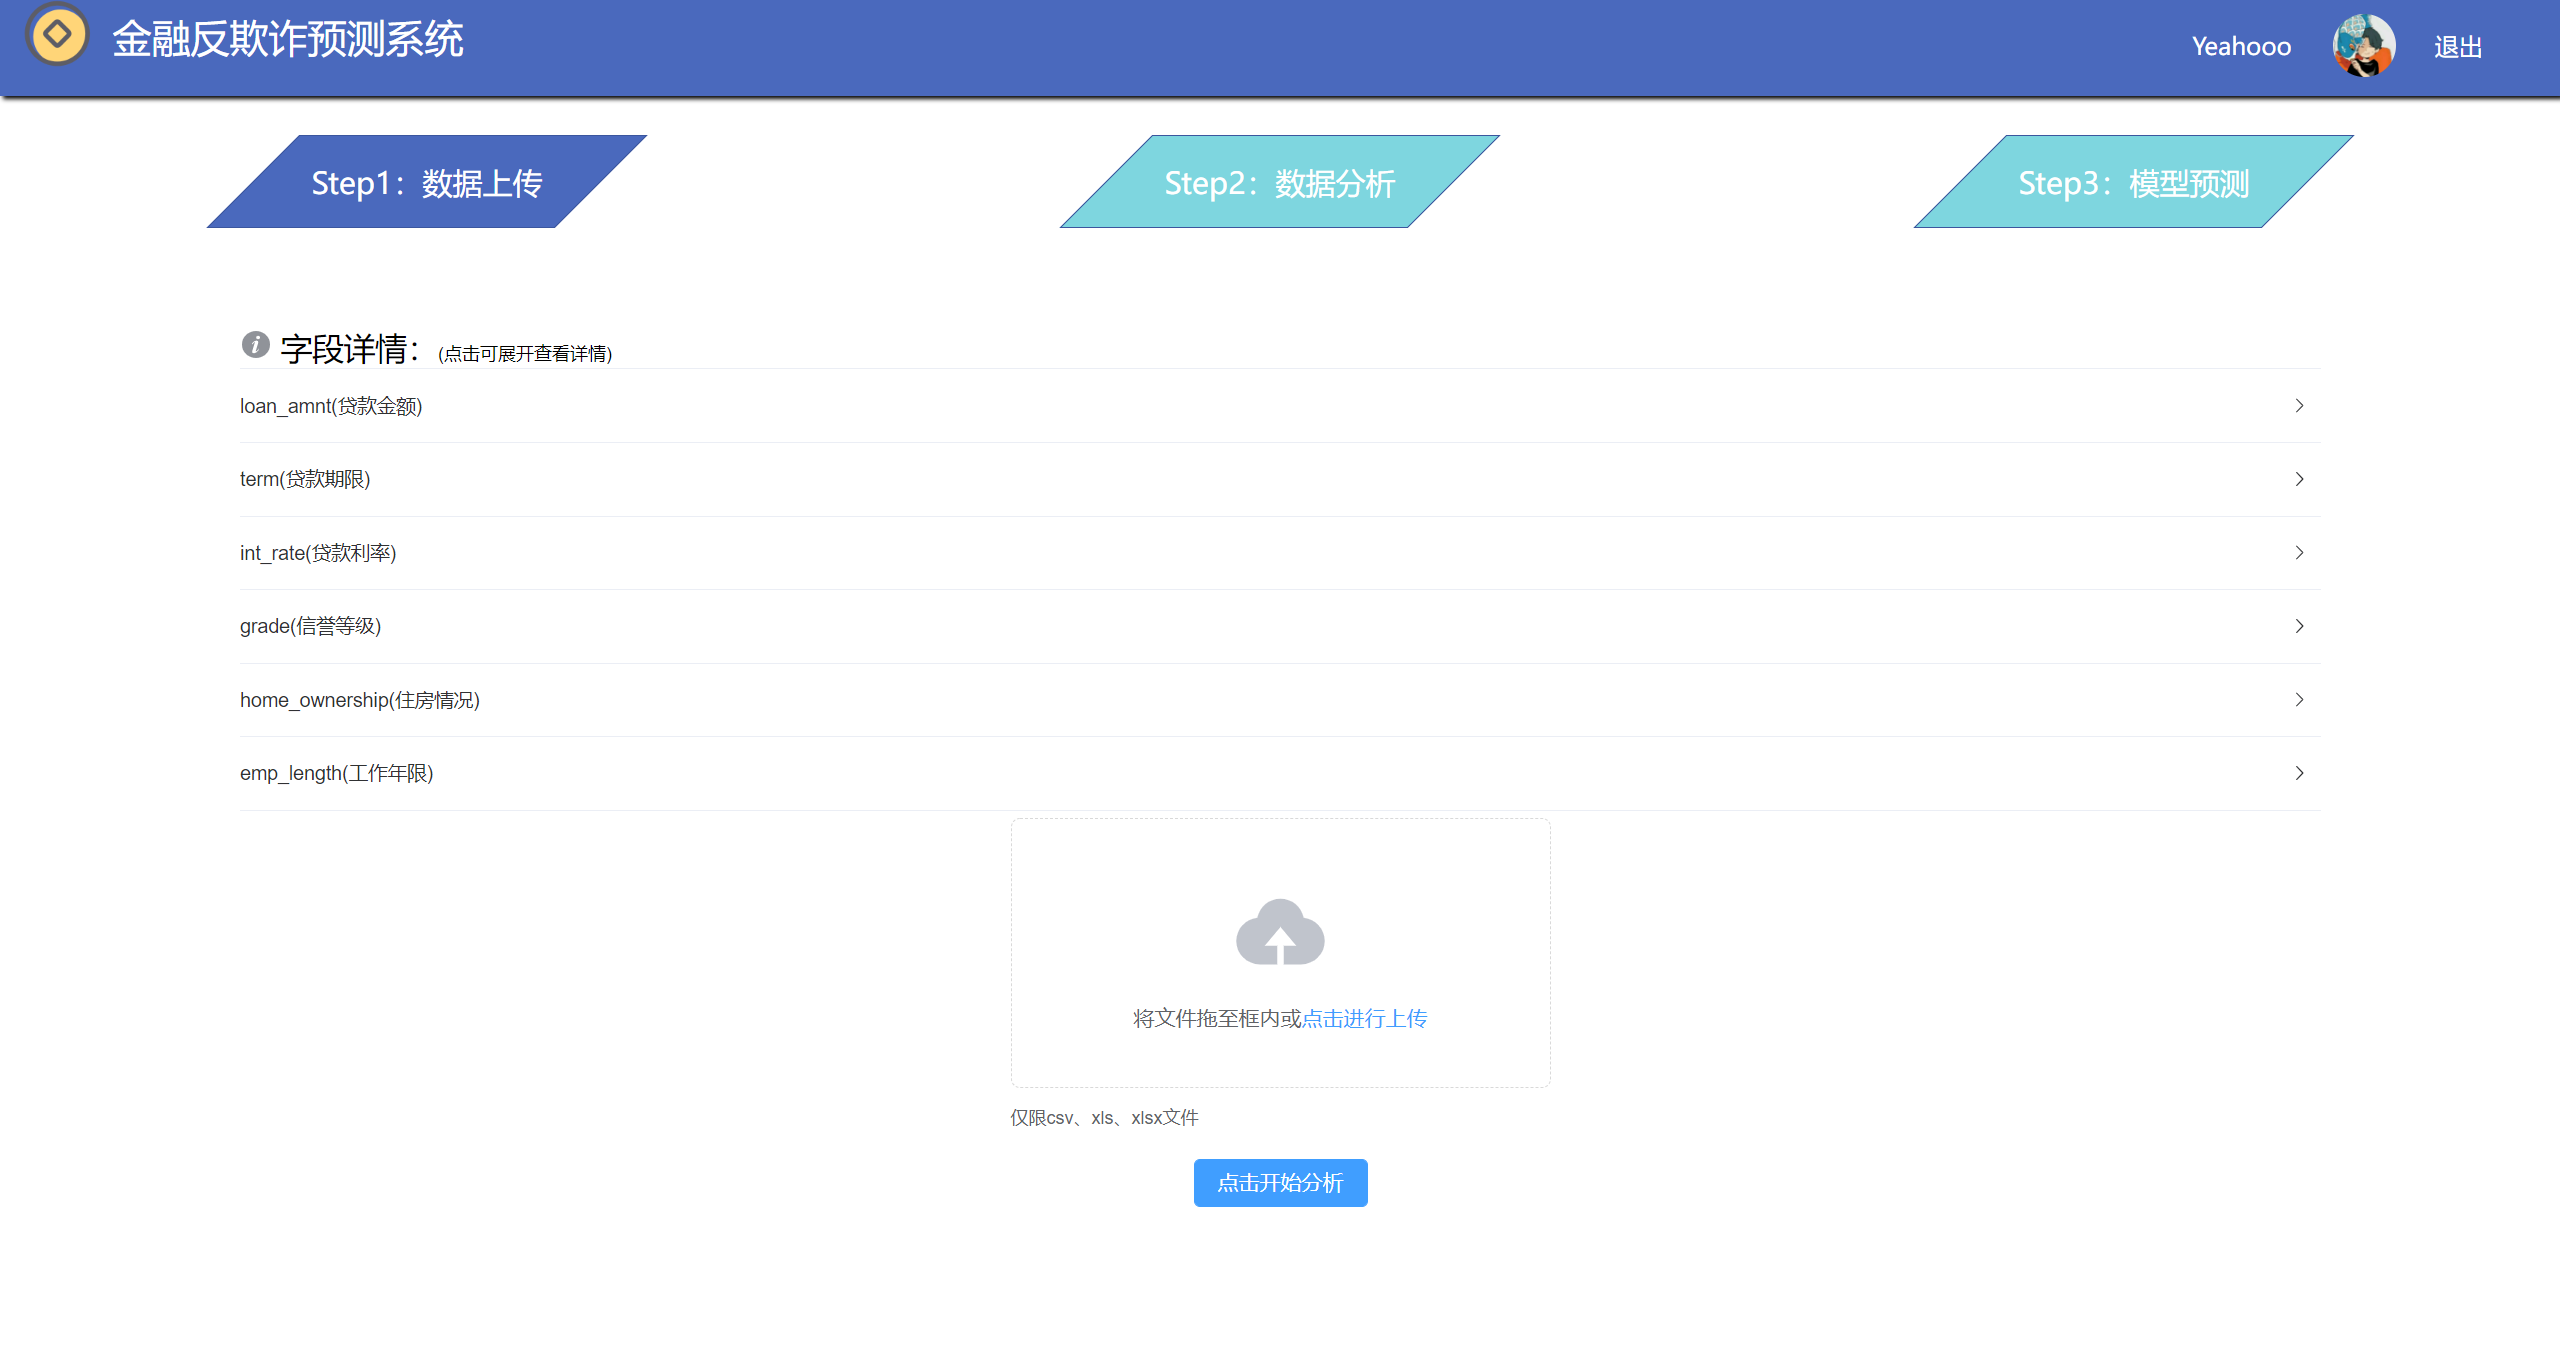 金融反欺诈预测系统
Yeahooo
退出
Step1：数据上传
Step2：数据分析
Step3：模型预测
字段详情：(点击可展开查看详情)
loan_amnt(贷款金额)
term(贷款期限)
int_rate(贷款利率)
grade(信誉等级)
home_ownership(住房情况)
emp_length(工作年限)
将文件拖至框内或点击进行上传
仅限csv、xls、xlsx文件
点击开始分析